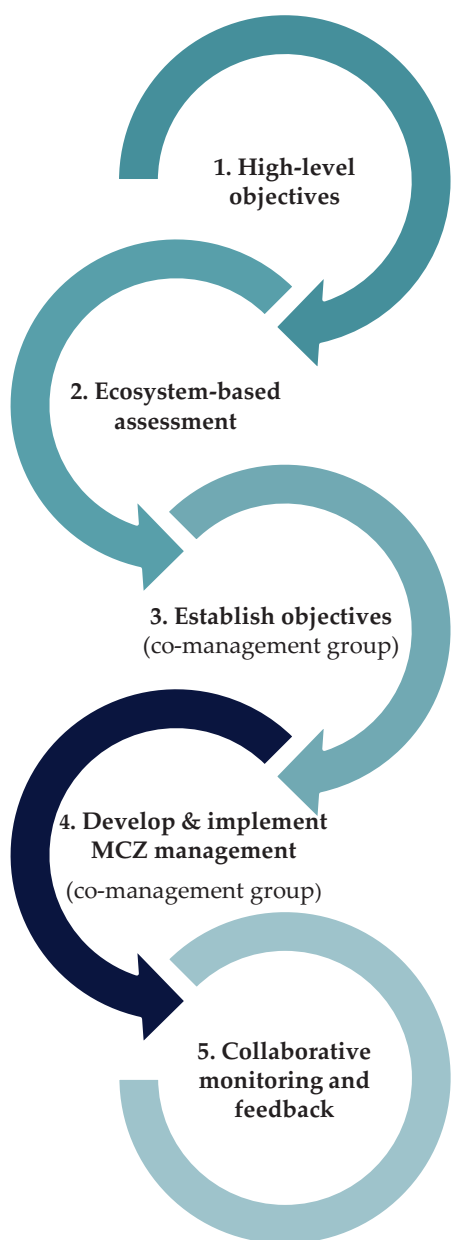 1. High-level
objectives
2. Ecosystem-based
assessment
3. Establish objectives
(co-management group)
4. Develop & implement
MCZ management
(co-management group)
5. Collaborative
monitoring and
feedback